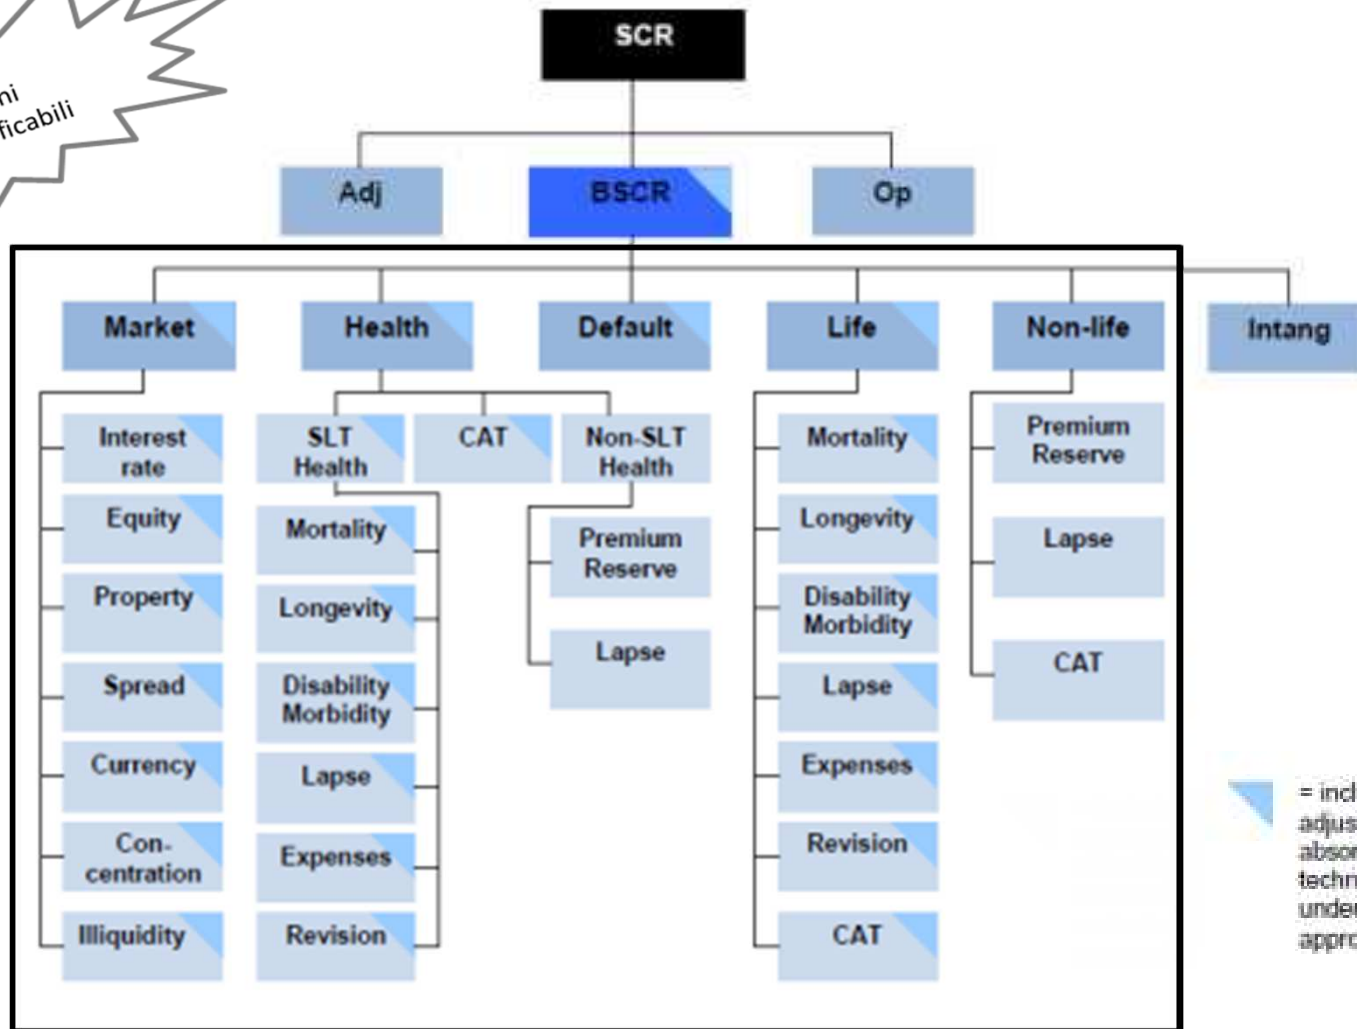 SCR
Adj
BSCR
Op
Market
Health
Default
Life
Non-life
Intang
Interest
rate
Equity
Property
Spread
Currency
Con-
centration
Illiquidity
SLT
Health
CAT
Non-SLT
Health
Mortality
Longevity
Disability
Morbidity
Lapse
Expenses
Revision
Premium
Reserve
Lapse
Mortality
Longevity
Disability
Morbidity
Lapse
Expenses
Revision
CAT
Premium
Reserve
Lapse
CAT
=